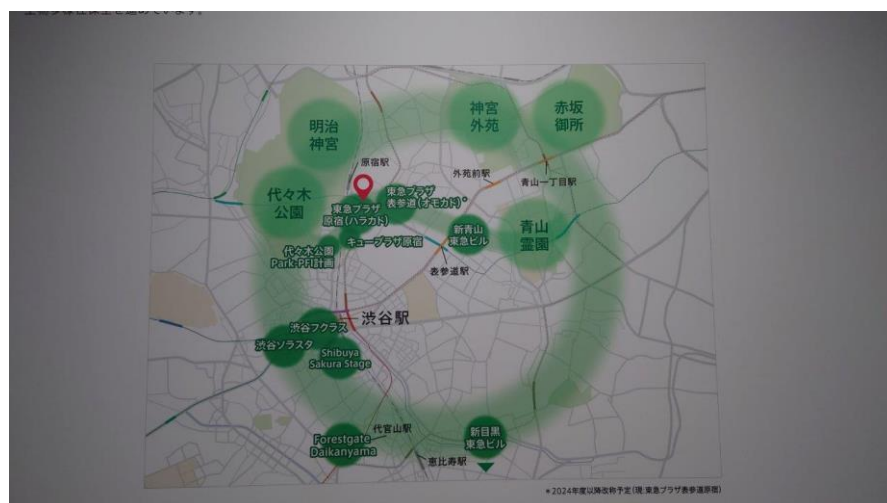 明治
神宮
神宮
外苑
赤坂
御所
原宿駅
外苑前駅
青山一丁目駅
代々木
公園
東急プラザ
表参道(オモカド)*
東急プラザ
原宿(ハラカド)
新青山
東急ビル
青山
霊園
キュープラザ原宿
代々木公園
Park-PFI計画
表参道駅
渋谷フクラス
渋谷駅
渋谷ソラスタ
Shibuya
Sakura Stage
代官山駅
Forestgate
Daikanyama
新目黒
東急ビル
恵比寿駅
*2024年度以降改称予定(現:東急プラザ表参道原宿)